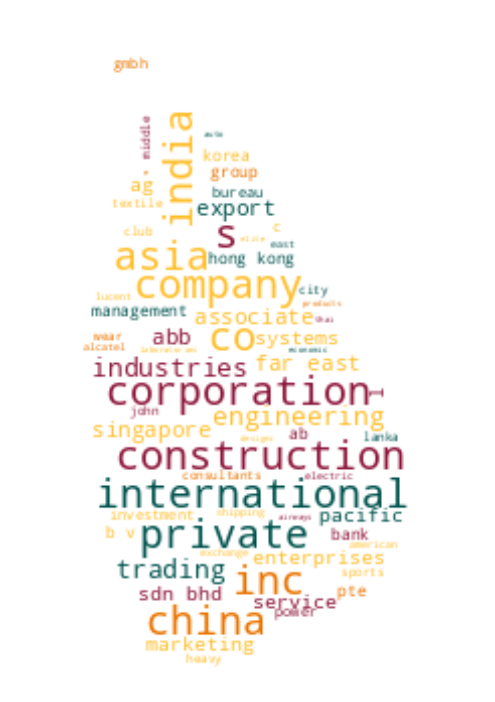 gmbh
middle
india
auto
korea
group
ag
bureau
textile
export
club
c
s
elite
east
asia
hong kong
company
city
lucent
products
management
associate
thai
wear
abb
co
systems
alcatel
laboratories
economic
industries
far east
corporation
I
john
engineering
singapore
ab
lanka
designs
construction
consultants
electric
international
investment
shipping
airways
pacific
b v
private
bank
american
exchange
enterprises
trading
sports
inc
sdn bhd
pte
service
power
china
marketing
heavy